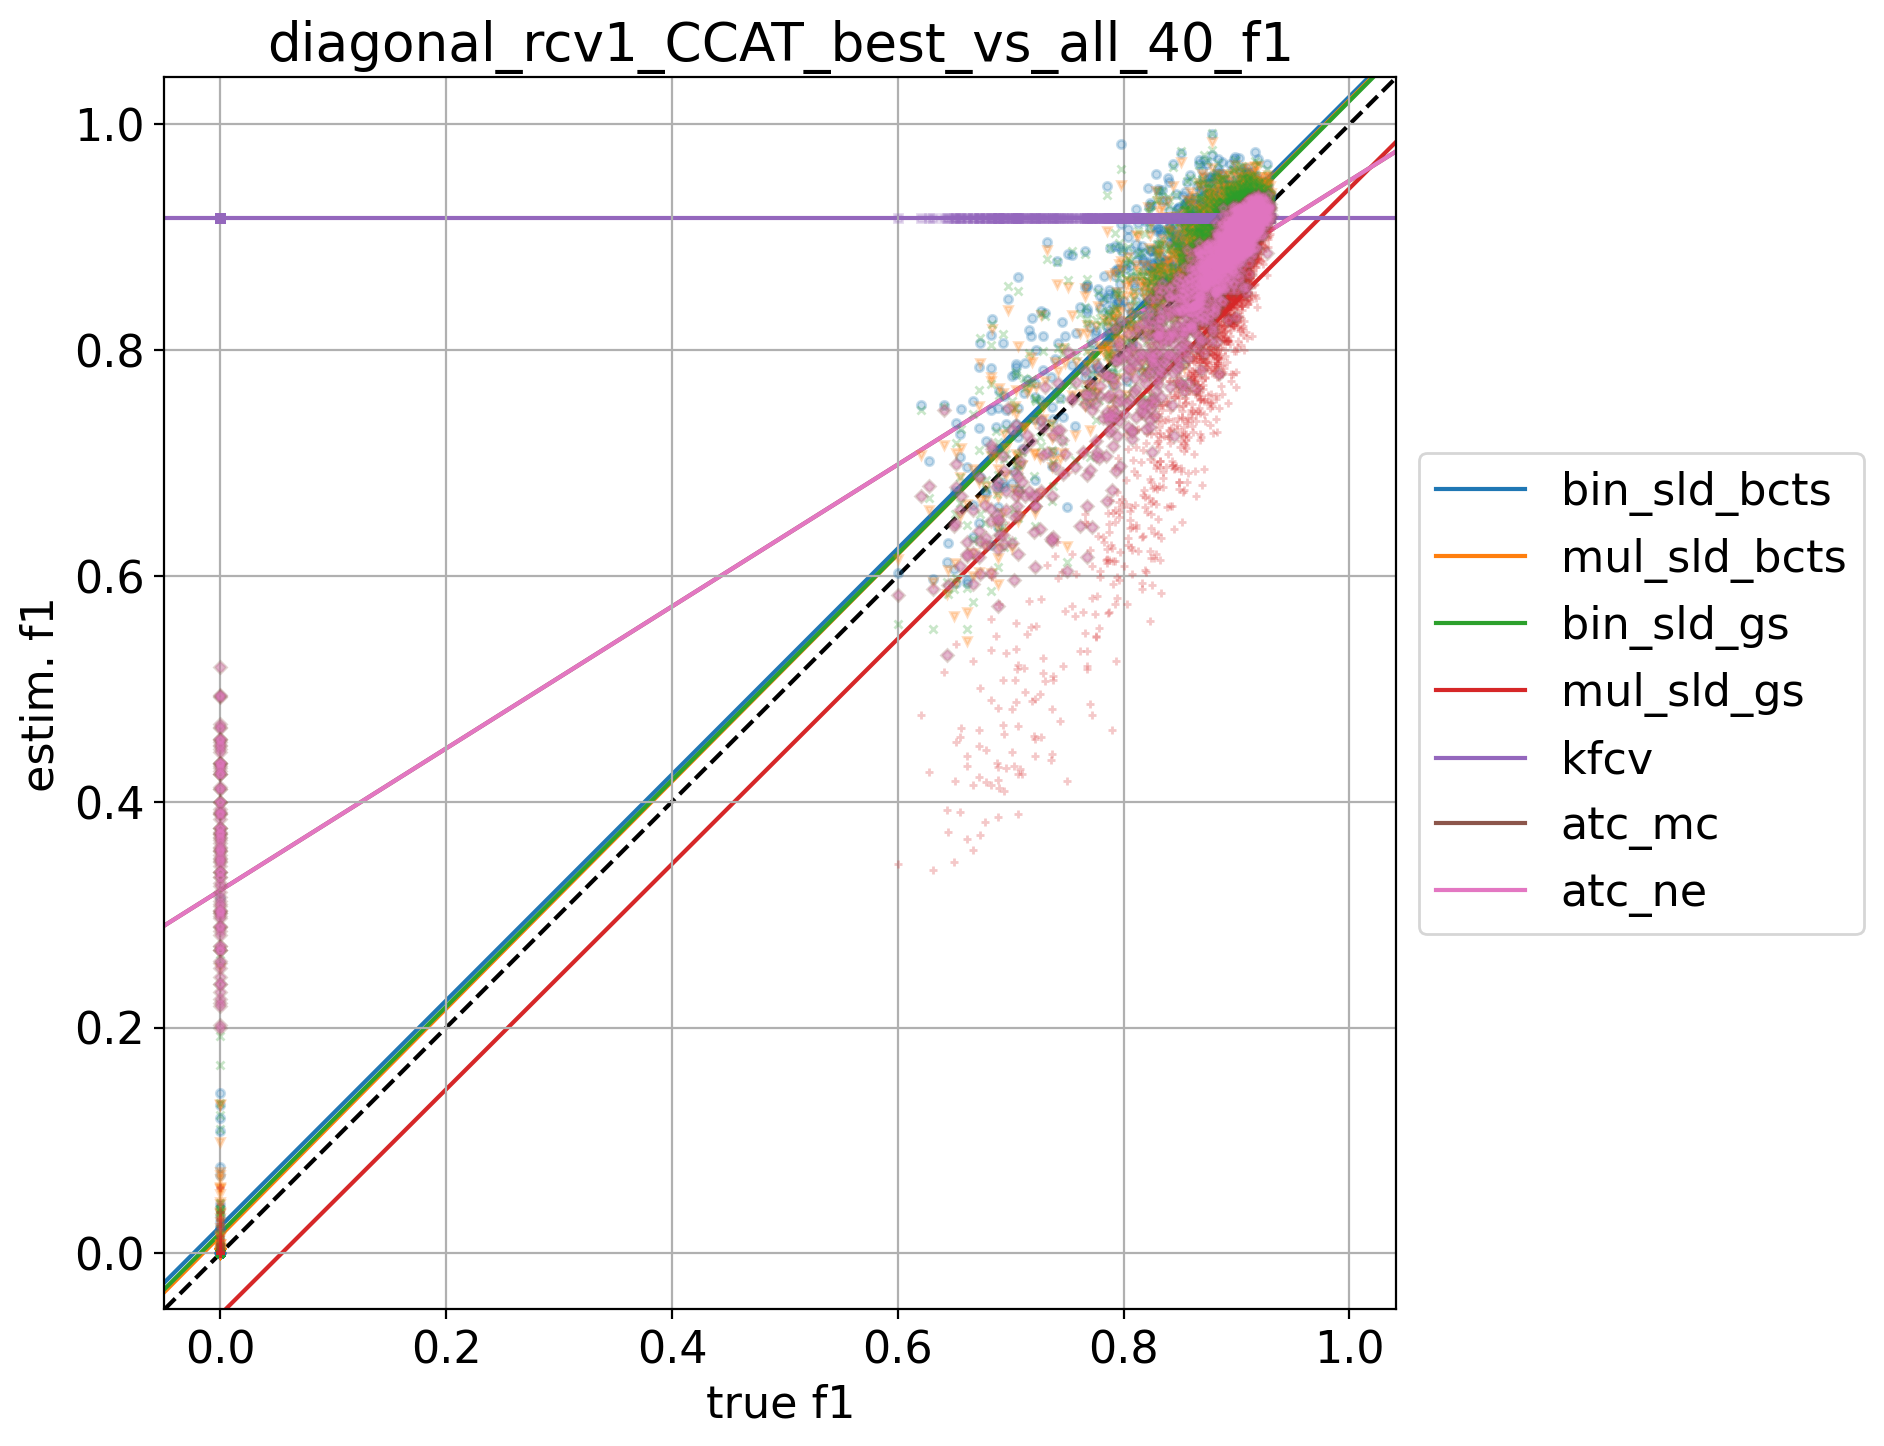 diagonal_rcv1_CCAT_best_vs_all_40_f1
1.0
0.8
0.6
0.4
0.2
0.0
estim. f1
0.0 0.2 0.4 0.6 0.8 1.0
true f1
bin_sld_bcts
mul_sld_bcts
bin_sld_gs
mul_sld_gs
kfcv
atc_mc
atc_ne